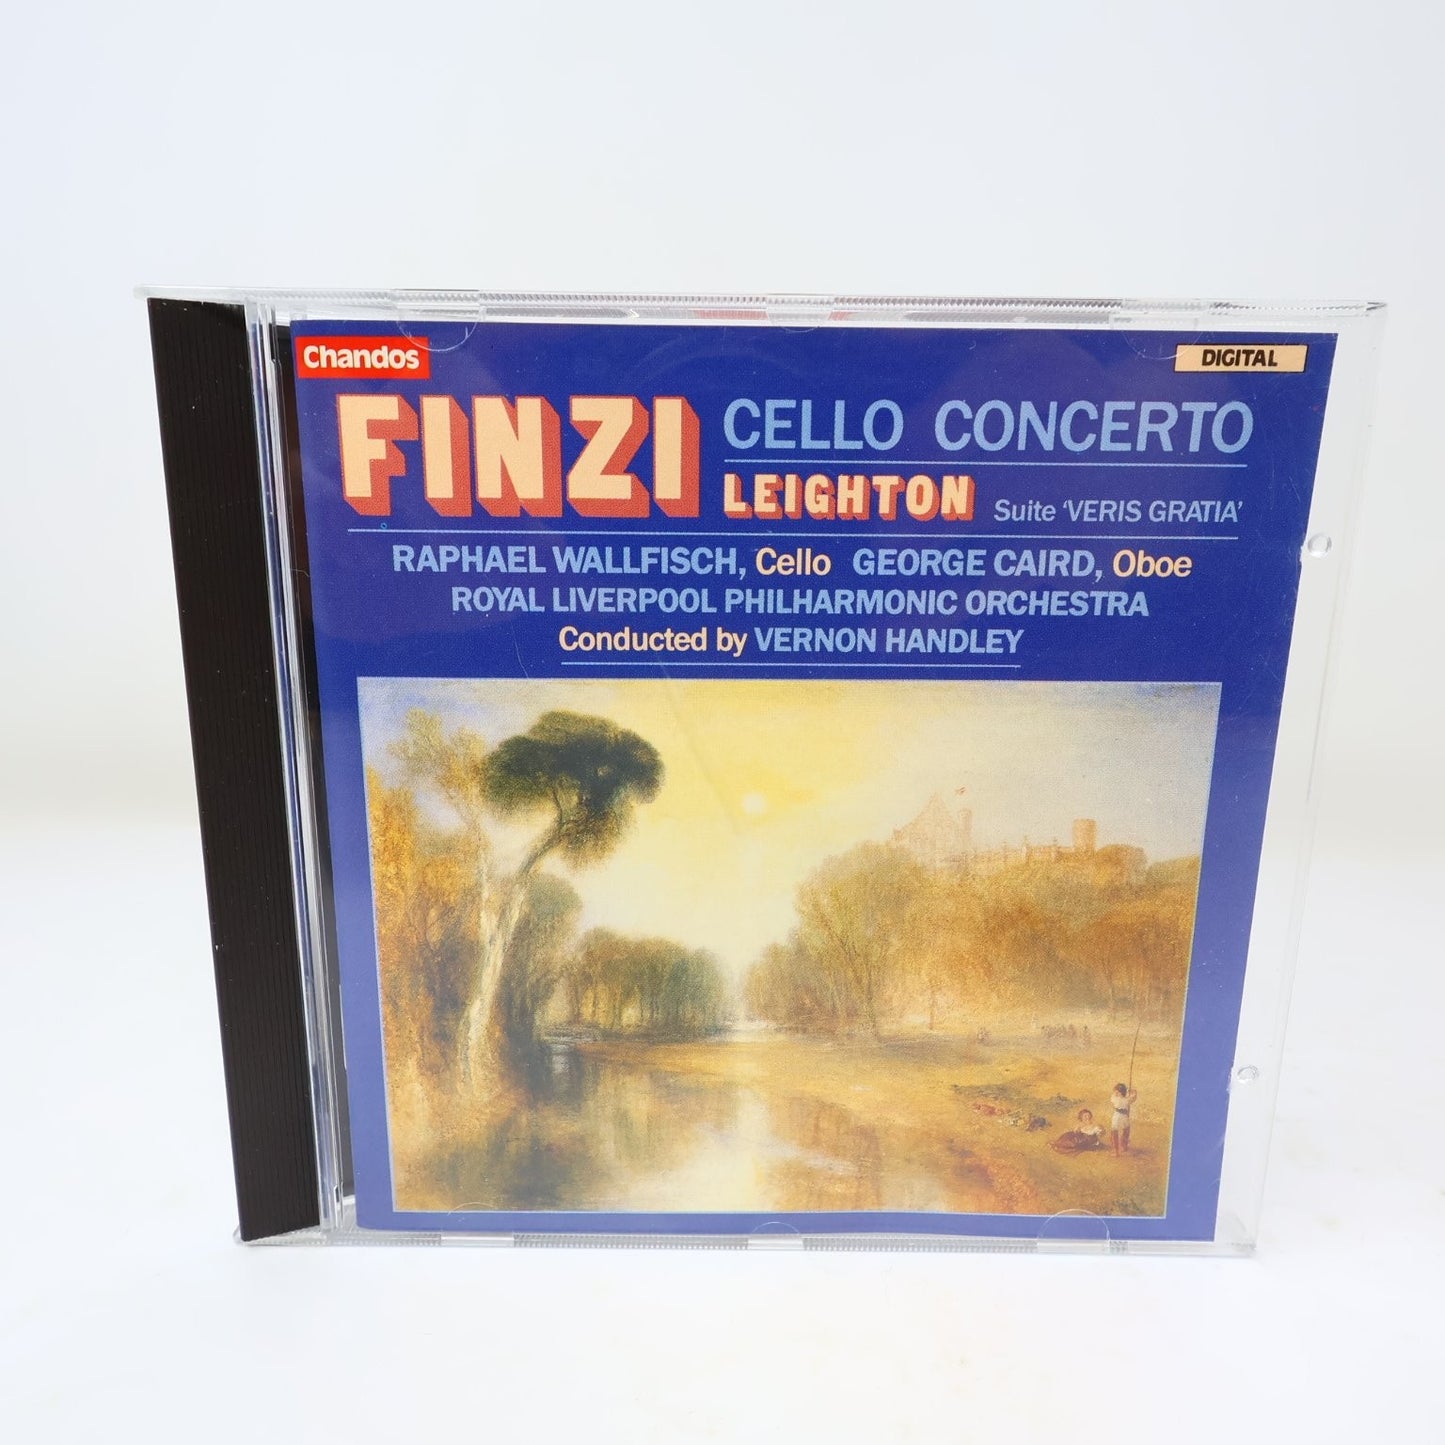 Chandos
DIGITAL
FINZI CELLO CONCERTO
LEIGHTON Suite ‘VERIS GRATIA’
RAPHAEL WALLFISCH, Cello GEORGE CAIRD, Oboe
ROYAL LIVERPOOL PHILHARMONIC ORCHESTRA
Conducted by VERNON HANDLEY